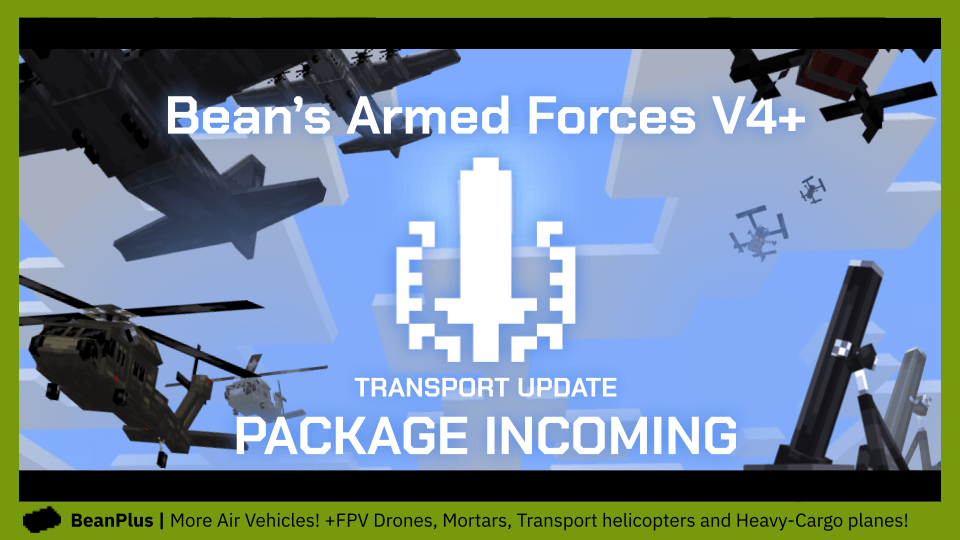 Bean’s Armed Forces V4+
TRANSPORT UPDATE
PACKAGE INCOMING
BeanPlus | More Air Vehicles! +FPV Drones, Mortars, Transport helicopters and Heavy-Cargo planes!